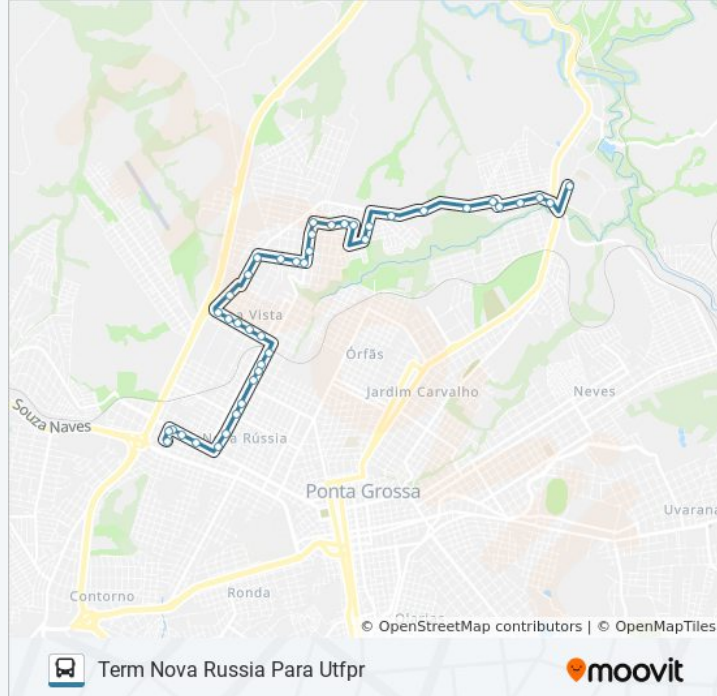 a Vista
Órfãs
Jardim Carvalho
Neves
Souza Naves
Nova Rússia
Ponta Grossa
Uvarana
Contorno
Ronda
© OpenStreetMap contributors | © OpenMapTiles
Term Nova Russia Para Utfpr
moovit